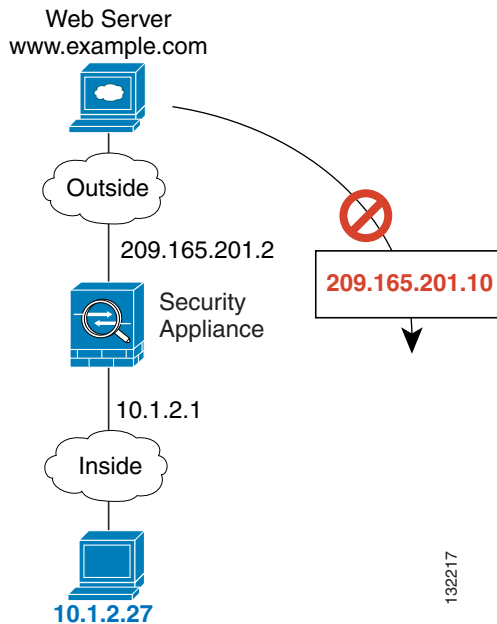 Web Server
www.example.com
Outside
209.165.201.2
209.165.201.10
Security
Appliance
10.1.2.1
Inside
10.1.2.27
132217